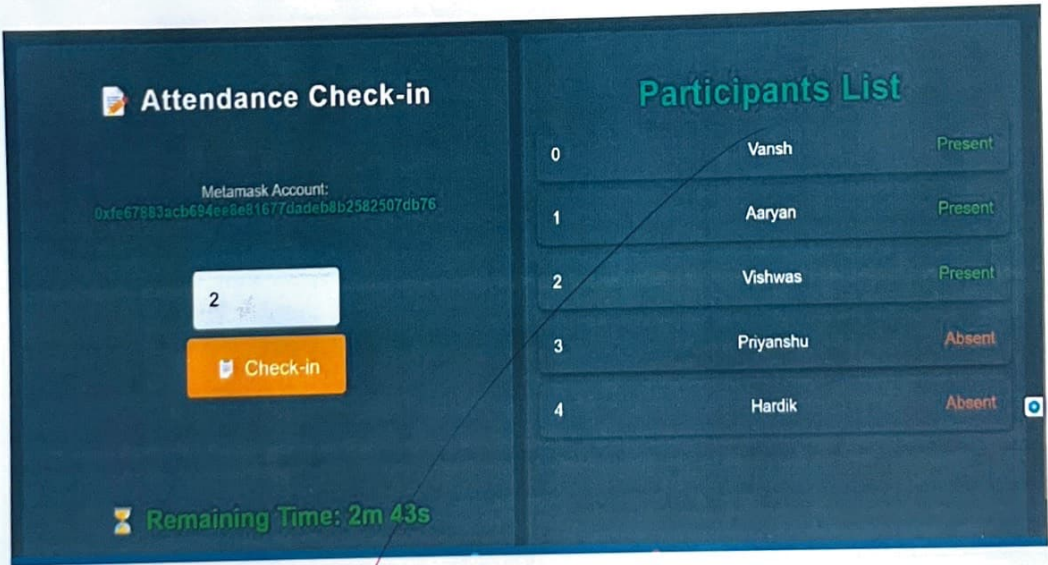 Attendance Check-in
Metamask Account:
0xfe67883acb694ee8e81677dadeb8b2582507db76
2
Check-in
Remaining Time: 2m 43s
Participants List
0 Vansh Present
1 Aaryan Present
2 Vishwas Present
3 Priyanshu Absent
4 Hardik Absent